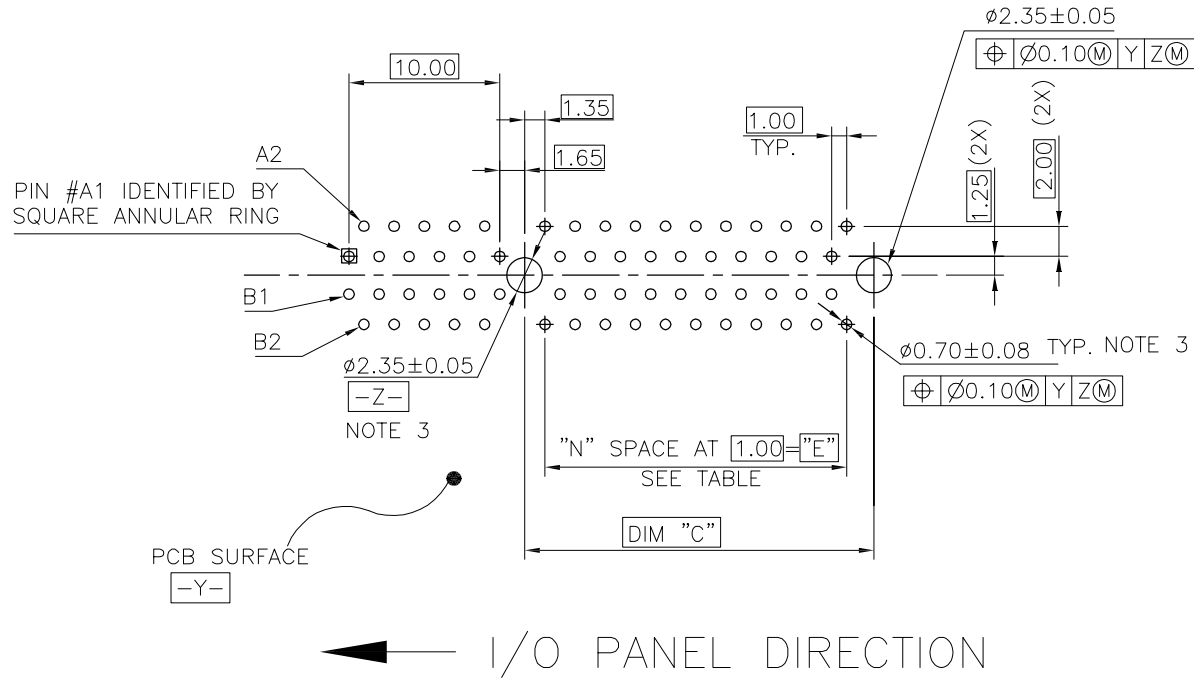 ø2.35±0.05
⌖ Ø0.10Ⓜ Y ZⓂ
10.00
1.35
1.65
1.00
TYP.
1.25 (2X)
2.00 (2X)
A2
PIN #A1 IDENTIFIED BY
SQUARE ANNULAR RING
B1
B2
ø2.35±0.05
-Z-
NOTE 3
ø0.70±0.08 TYP. NOTE 3
⌖ Ø0.10Ⓜ Y ZⓂ
"N" SPACE AT 1.00="E"
SEE TABLE
DIM "C"
PCB SURFACE
-Y-
I/O PANEL DIRECTION